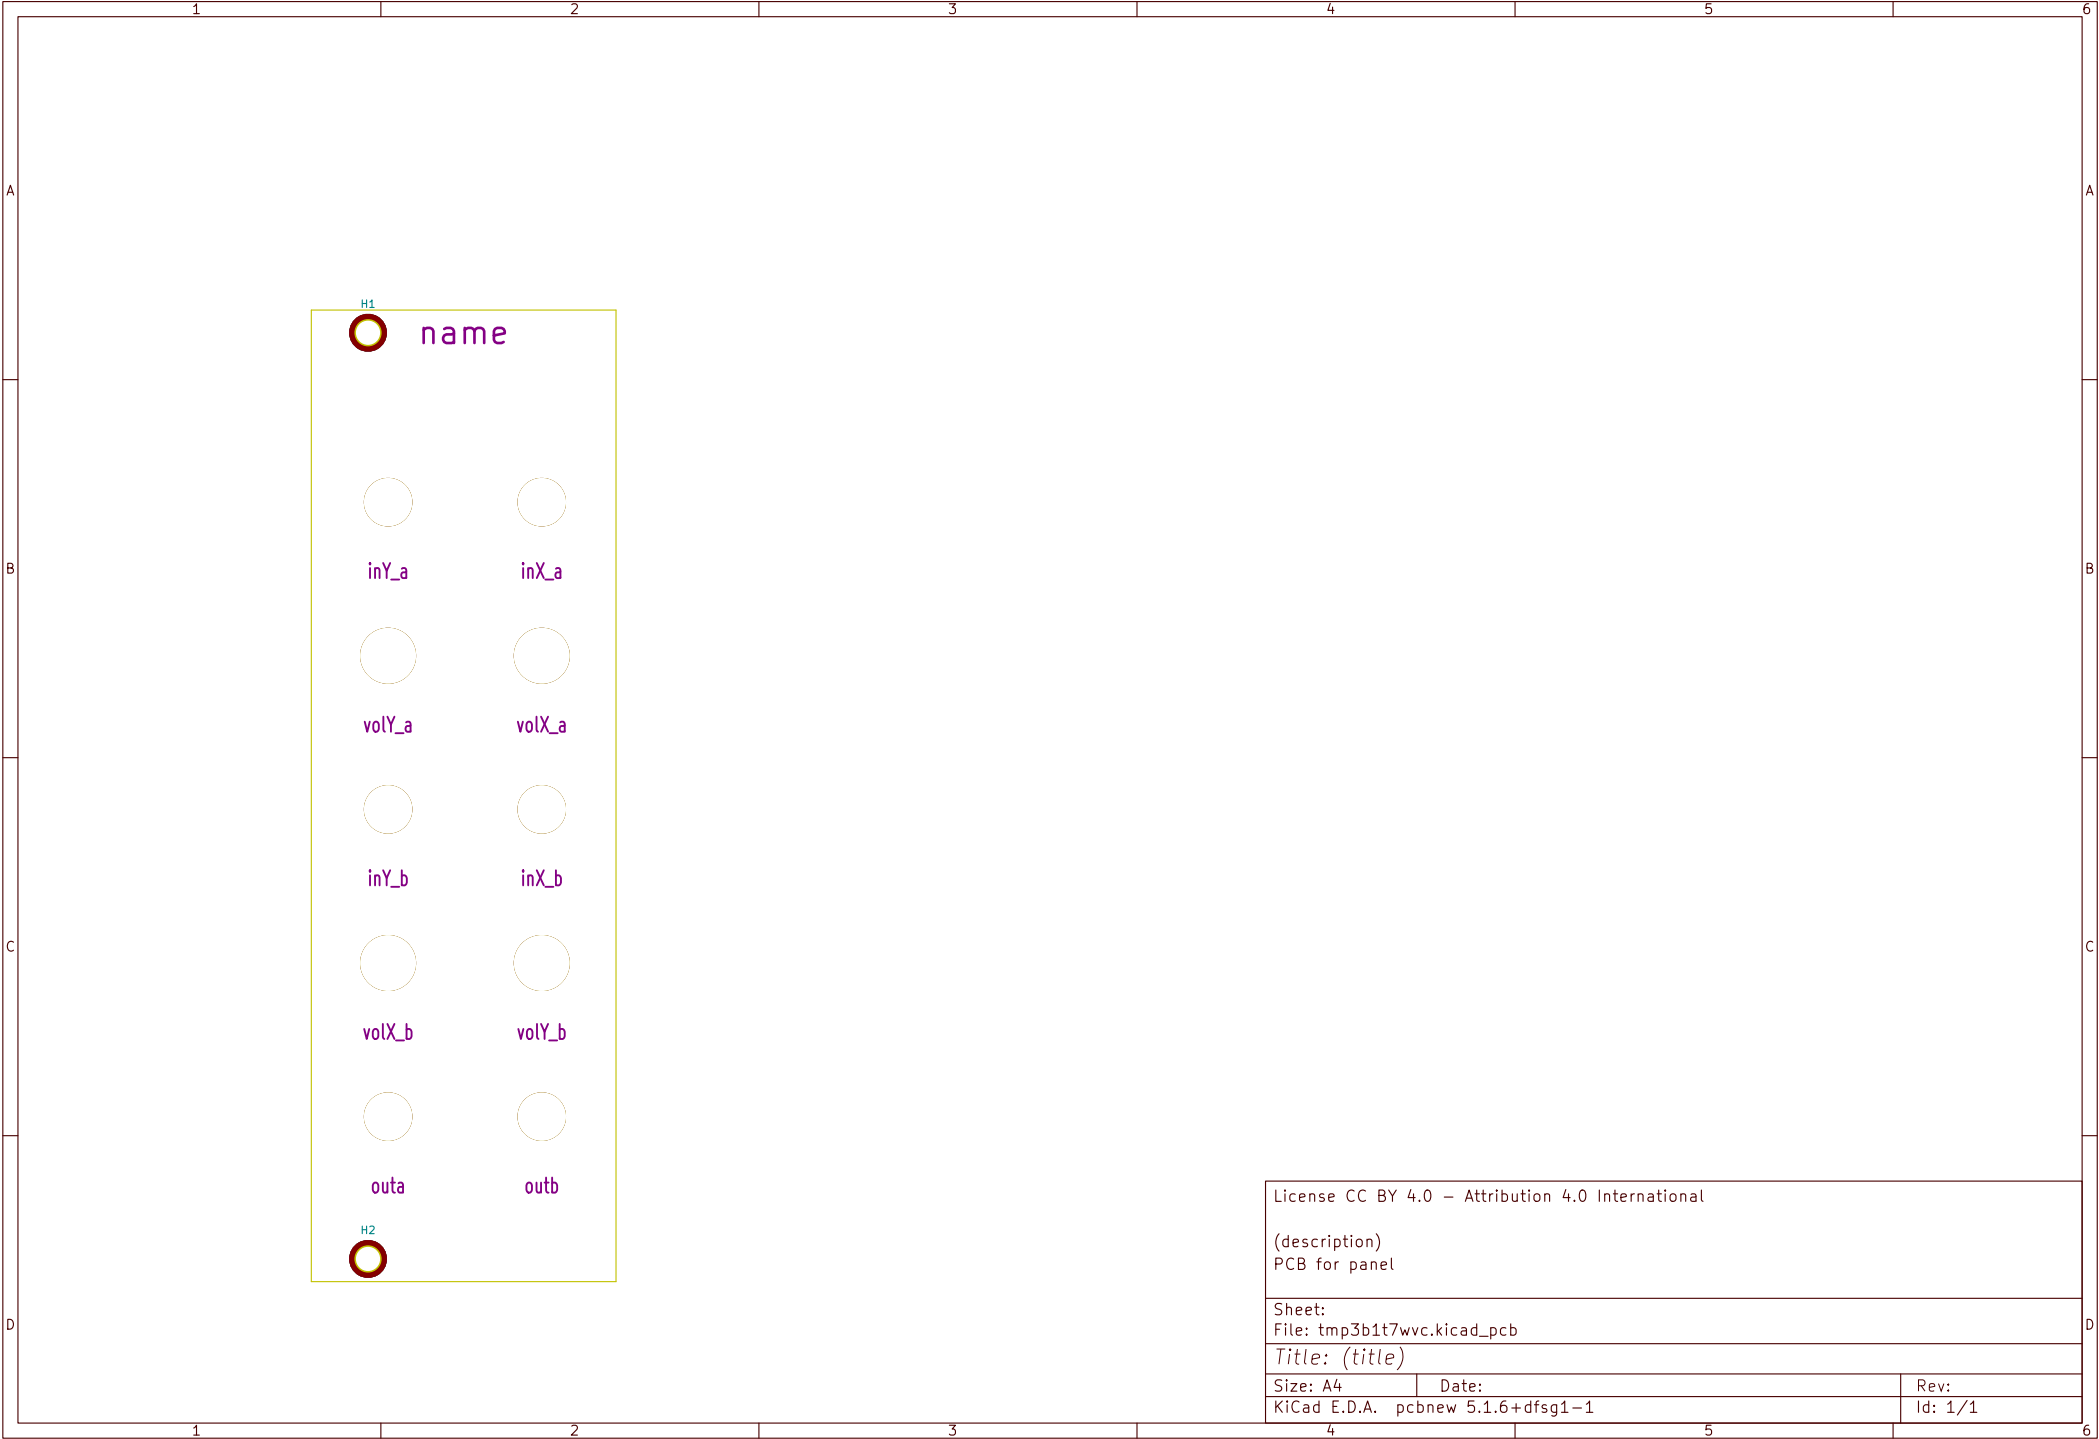 1 2 3 4 5 6
A A
H1
name
inY_a inX_a
B B
volY_a volX_a
inY_b inX_b
C C
volX_b volY_b
outa outb
License CC BY 4.0 - Attribution 4.0 International
H2
(description)
PCB for panel
Sheet:
D D
File: tmp3b1t7wvc.kicad_pcb
Title: (title)
Size: A4 Date: Rev:
KiCad E.D.A. pcbnew 5.1.6+dfsg1-1 Id: 1/1
1 2 3 4 5 6